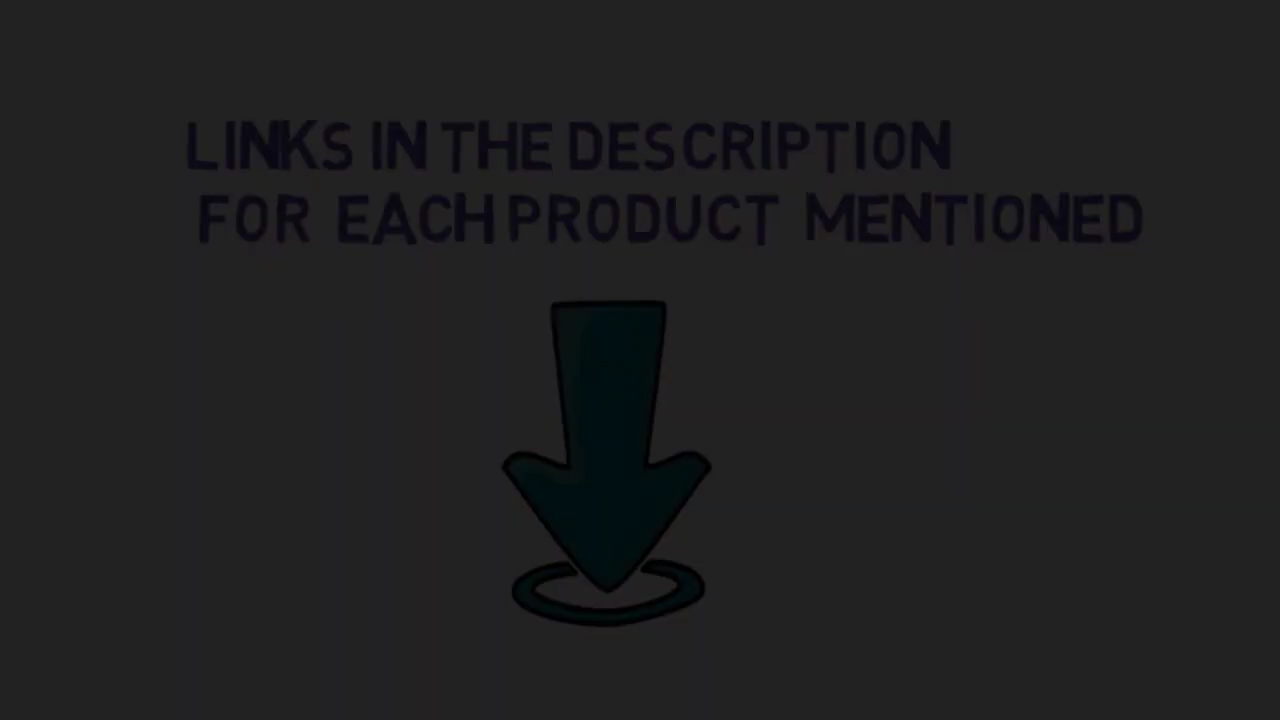 LINKS IN THE DESCRIPTION
FOR EACH PRODUCT MENTIONED